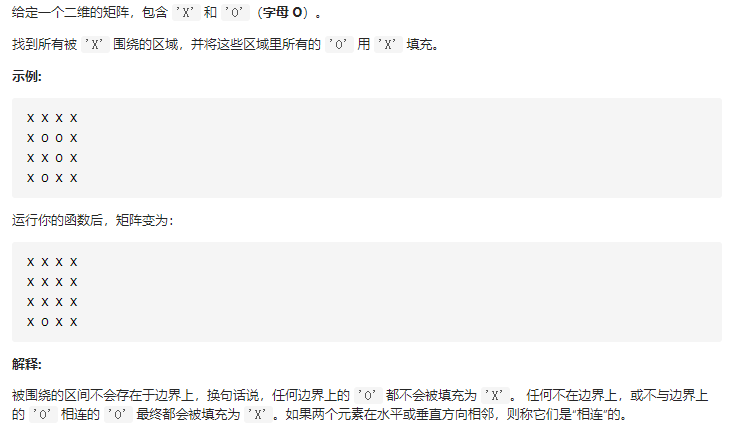 给定一个二维的矩阵，包含 'X' 和 'O'（字母 O）。
找到所有被 'X' 围绕的区域，并将这些区域里所有的 'O' 用 'X' 填充。
示例:
X X X X
X O O X
X X O X
X O X X
运行你的函数后，矩阵变为：
X X X X
X X X X
X X X X
X O X X
解释:
被围绕的区间不会存在于边界上，换句话说，任何边界上的 'O' 都不会被填充为 'X'。 任何不在边界上，或不与边界上
的 'O' 相连的 'O' 最终都会被填充为 'X'。如果两个元素在水平或垂直方向相邻，则称它们是“相连”的。